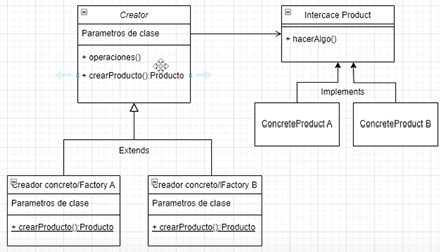 Creator
Parametros de clase
+ operaciones()
+ crearProducto():Producto
Intercace Product
+ hacerAlgo()
Implements
ConcreteProduct A
ConcreteProduct B
Extends
Creador concreto/Factory A
Parametros de clase
+ crearProducto():Producto
Creador concreto/Factory B
Parametros de clase
+ crearProducto():Producto